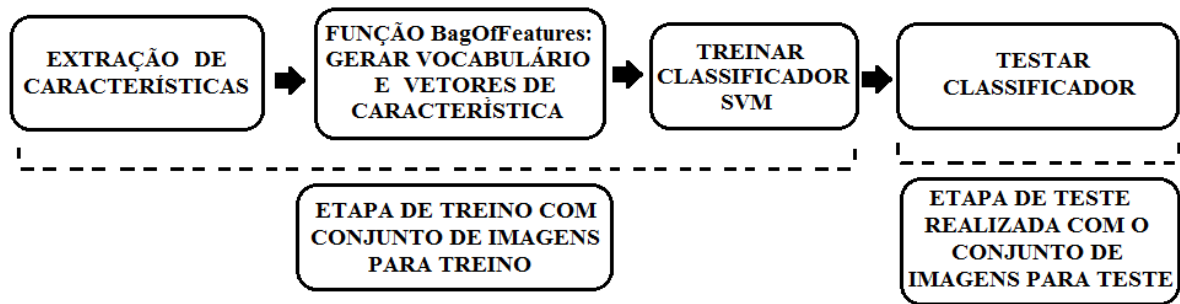 EXTRAÇÃO DE
CARACTERÍSTICAS
FUNÇÃO BagOfFeatures:
GERAR VOCABULÁRIO
E VETORES DE
CARACTERÍSTICA
TREINAR
CLASSIFICADOR
SVM
TESTAR
CLASSIFICADOR
ETAPA DE TREINO COM
CONJUNTO DE IMAGENS
PARA TREINO
ETAPA DE TESTE
REALIZADA COM O
CONJUNTO DE
IMAGENS PARA TESTE